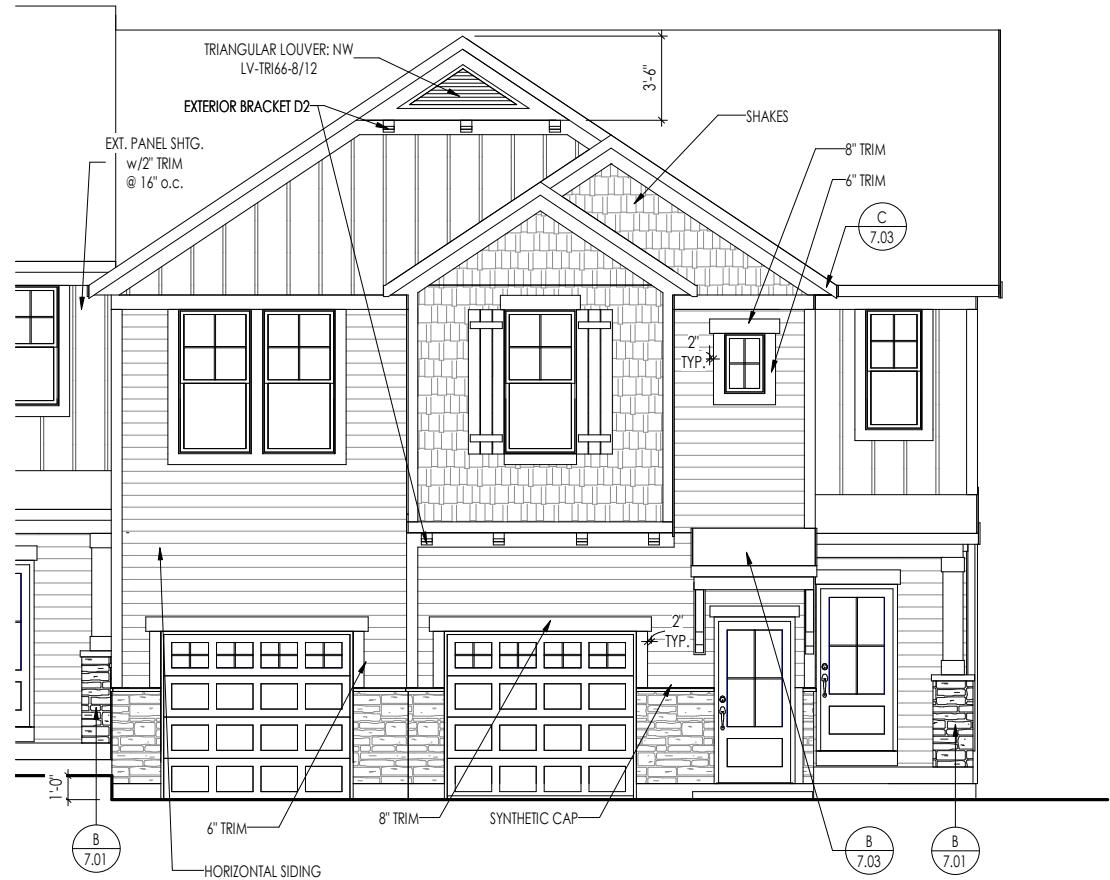 TRIANGULAR LOUVER: NW
LV-TRI66-8/12
3'-6"
EXTERIOR BRACKET D2
SHAKES
EXT. PANEL SHTG.
w/2" TRIM
@ 16" o.c.
8" TRIM
6" TRIM
C
7.03
2"
TYP.
2"
TYP.
1'-0"
6" TRIM
8" TRIM
SYNTHETIC CAP
B
7.01
B
7.03
B
7.01
HORIZONTAL SIDING